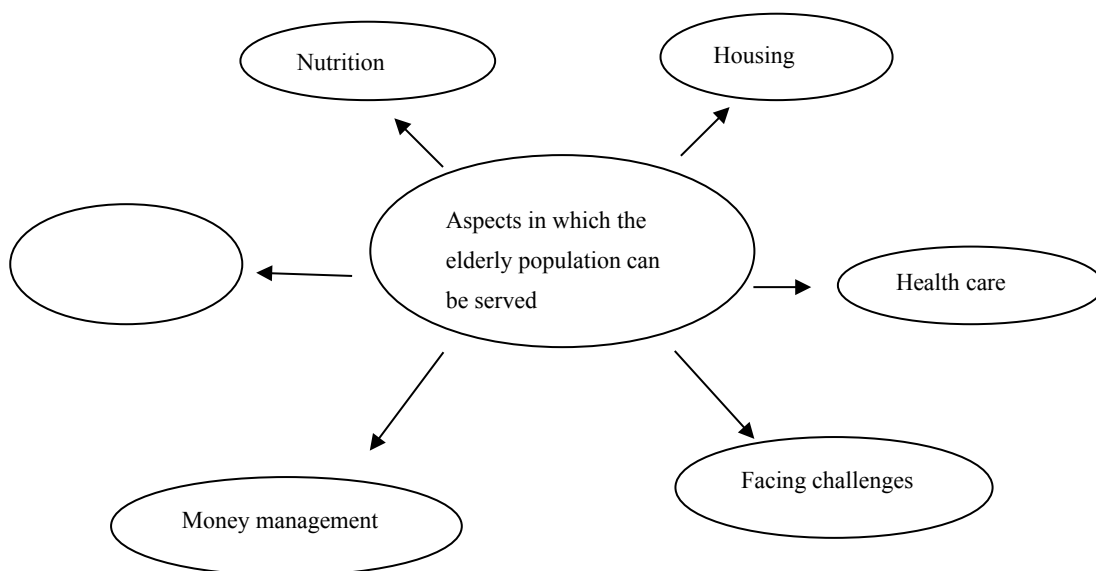 Nutrition
Housing
Aspects in which the
elderly population can
be served
Health care
Facing challenges
Money management